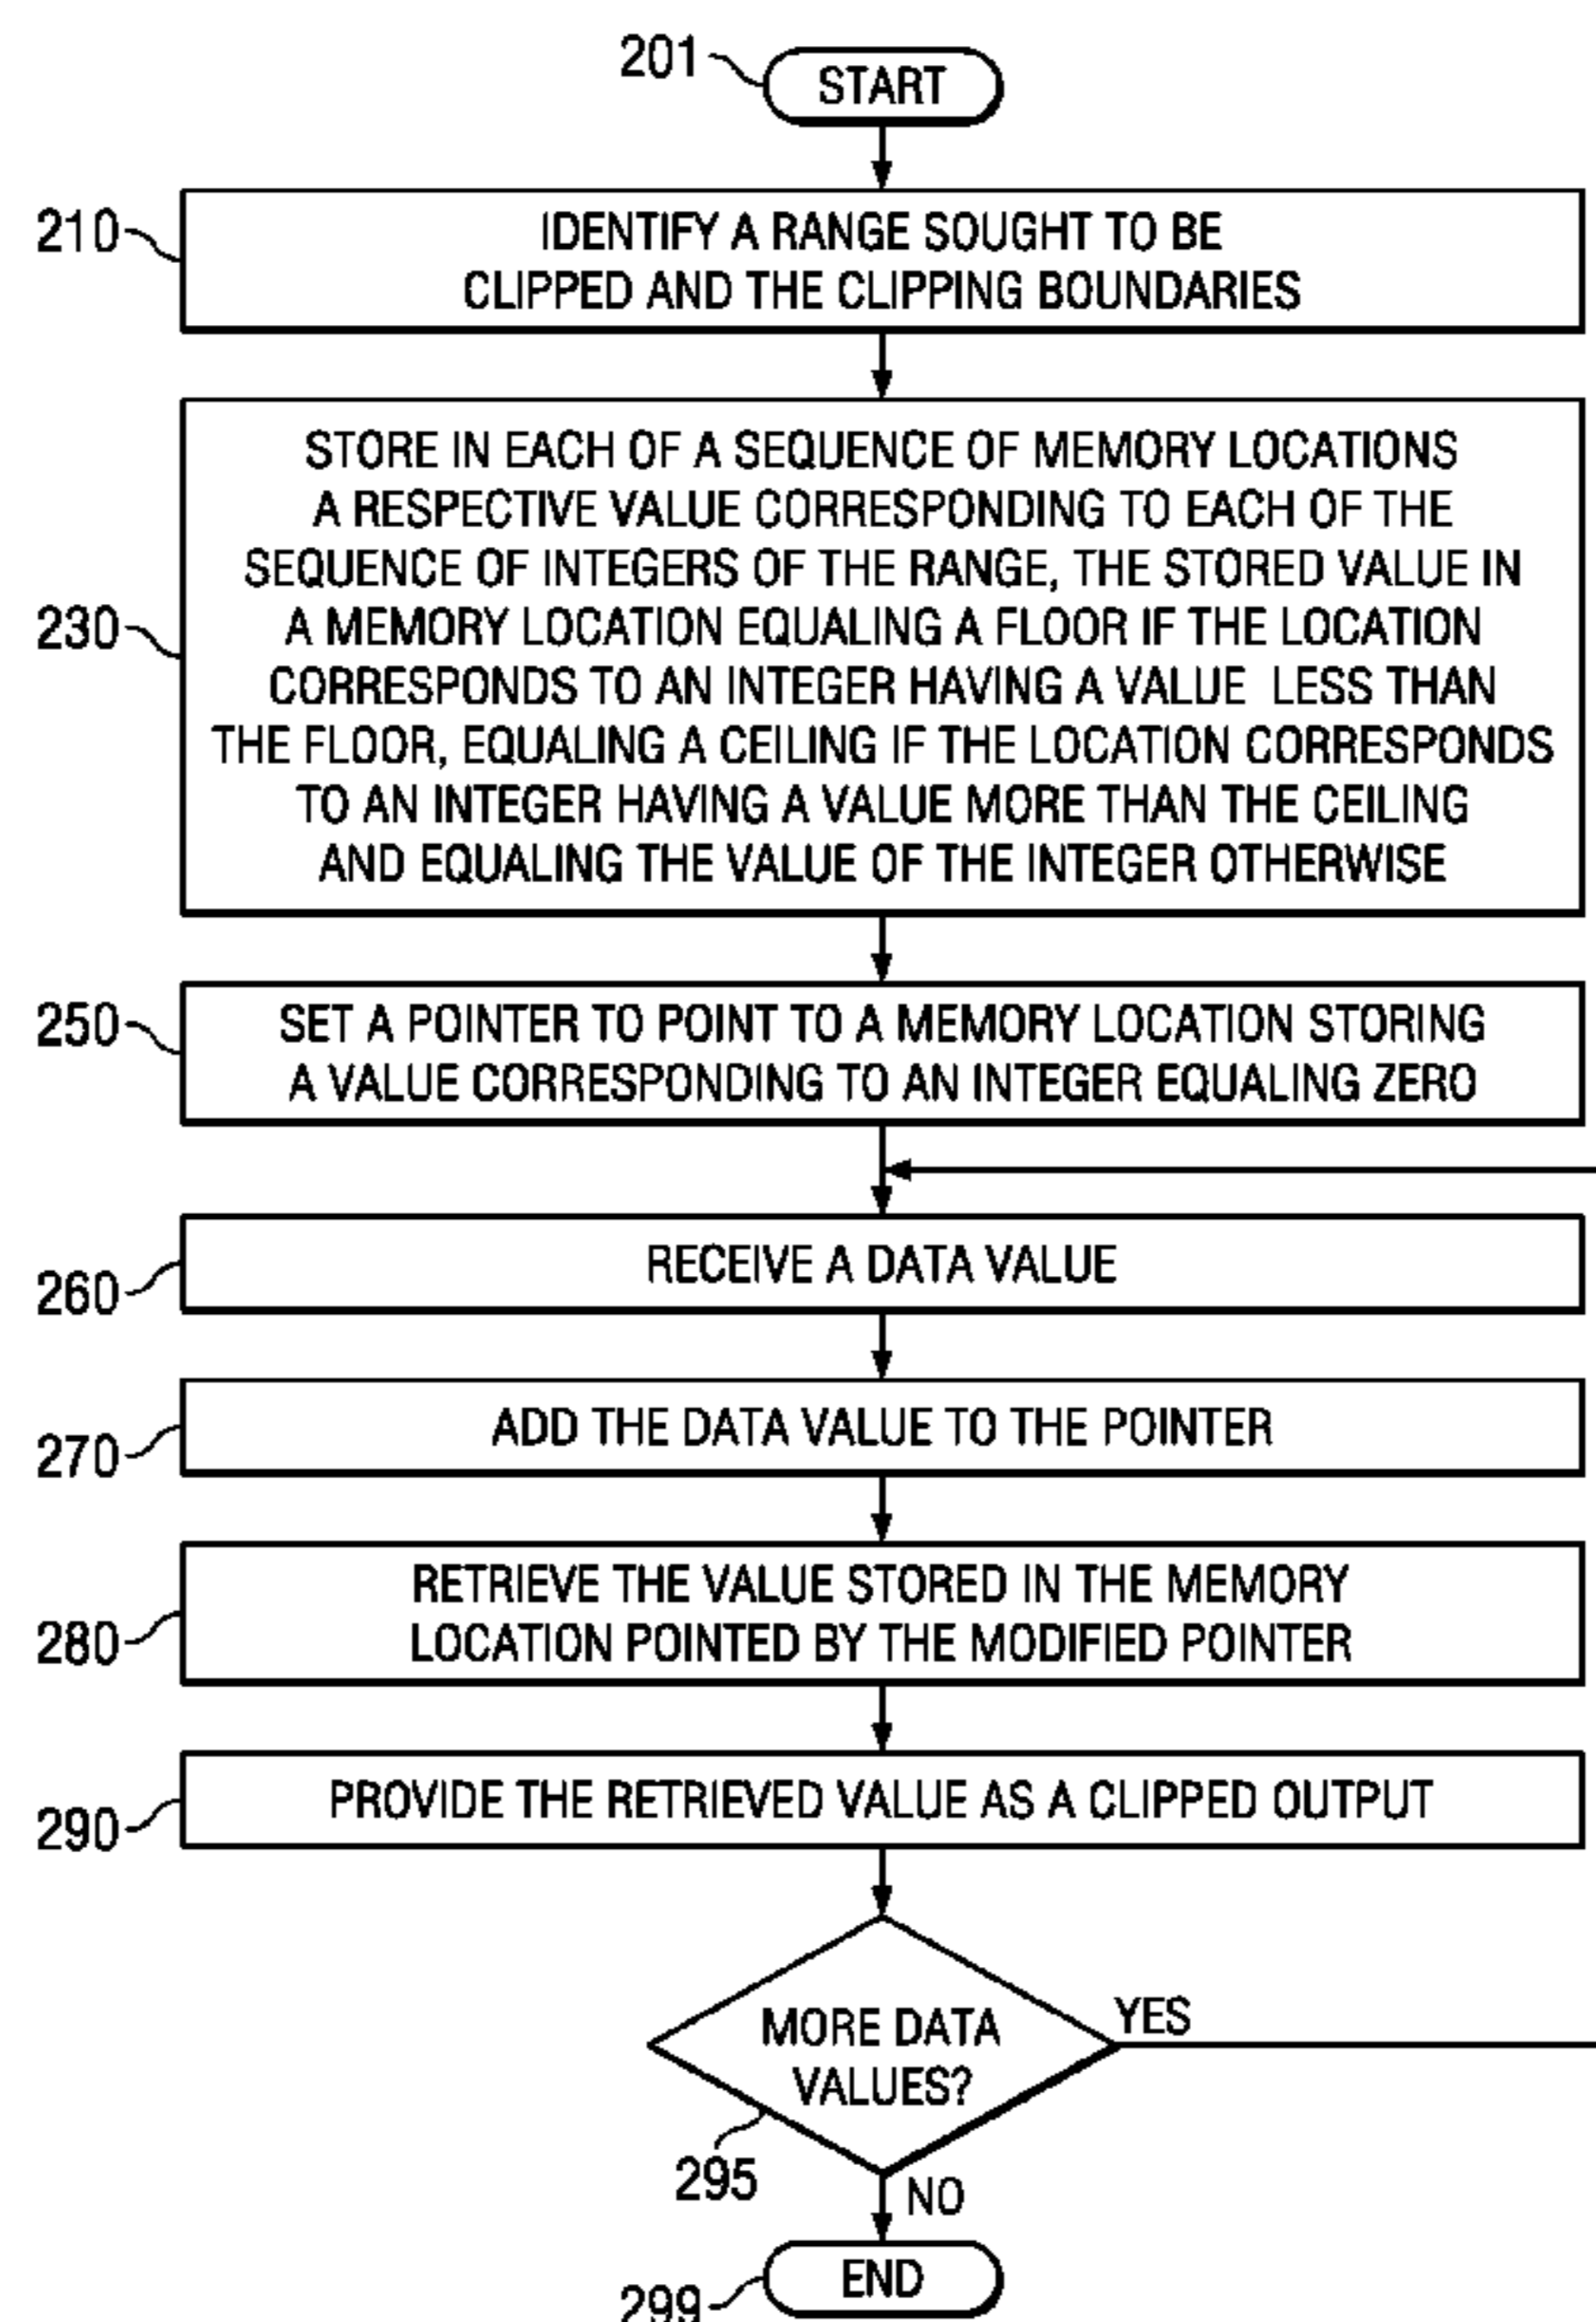 201
START
210
IDENTIFY A RANGE SOUGHT TO BE
CLIPPED AND THE CLIPPING BOUNDARIES
230
STORE IN EACH OF A SEQUENCE OF MEMORY LOCATIONS
A RESPECTIVE VALUE CORRESPONDING TO EACH OF THE
SEQUENCE OF INTEGERS OF THE RANGE, THE STORED VALUE IN
A MEMORY LOCATION EQUALING A FLOOR IF THE LOCATION
CORRESPONDS TO AN INTEGER HAVING A VALUE LESS THAN
THE FLOOR, EQUALING A CEILING IF THE LOCATION CORRESPONDS
TO AN INTEGER HAVING A VALUE MORE THAN THE CEILING
AND EQUALING THE VALUE OF THE INTEGER OTHERWISE
250
SET A POINTER TO POINT TO A MEMORY LOCATION STORING
A VALUE CORRESPONDING TO AN INTEGER EQUALING ZERO
260
RECEIVE A DATA VALUE
270
ADD THE DATA VALUE TO THE POINTER
280
RETRIEVE THE VALUE STORED IN THE MEMORY
LOCATION POINTED BY THE MODIFIED POINTER
290
PROVIDE THE RETRIEVED VALUE AS A CLIPPED OUTPUT
MORE DATA
VALUES?
YES
295
NO
END
299